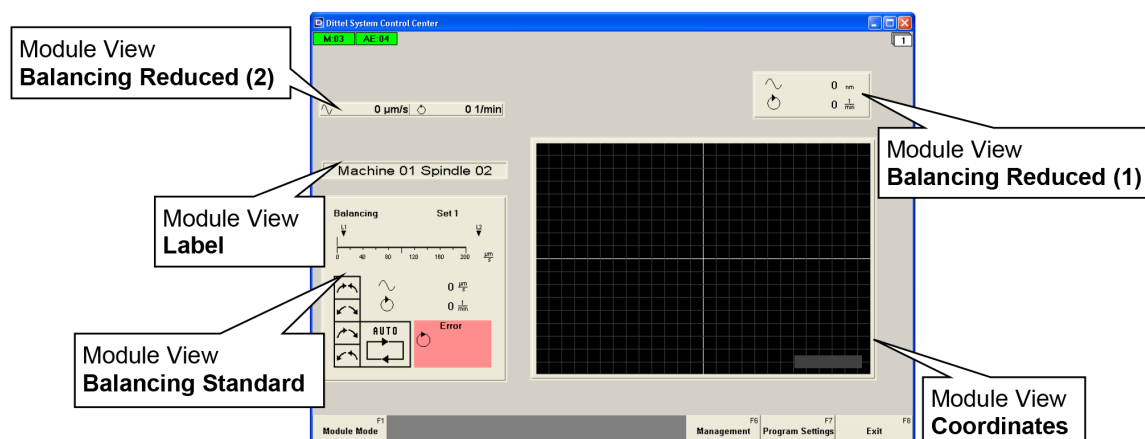 Dittel System Control Center
M:03 AE:04 1
Module View
Balancing Reduced (2)
0 µm/s 0 1/min
0 nm
0 1/min
Module View
Balancing Reduced (1)
Machine 01 Spindle 02
Module View
Label
Balancing Set 1
L1 L2
0 40 80 120 160 200 µm/s
0 µm/s
0 1/min
AUTO
Error
Module View
Balancing Standard
Module View
Coordinates
F1 F6 F7 F8
Module Mode Management Program Settings Exit